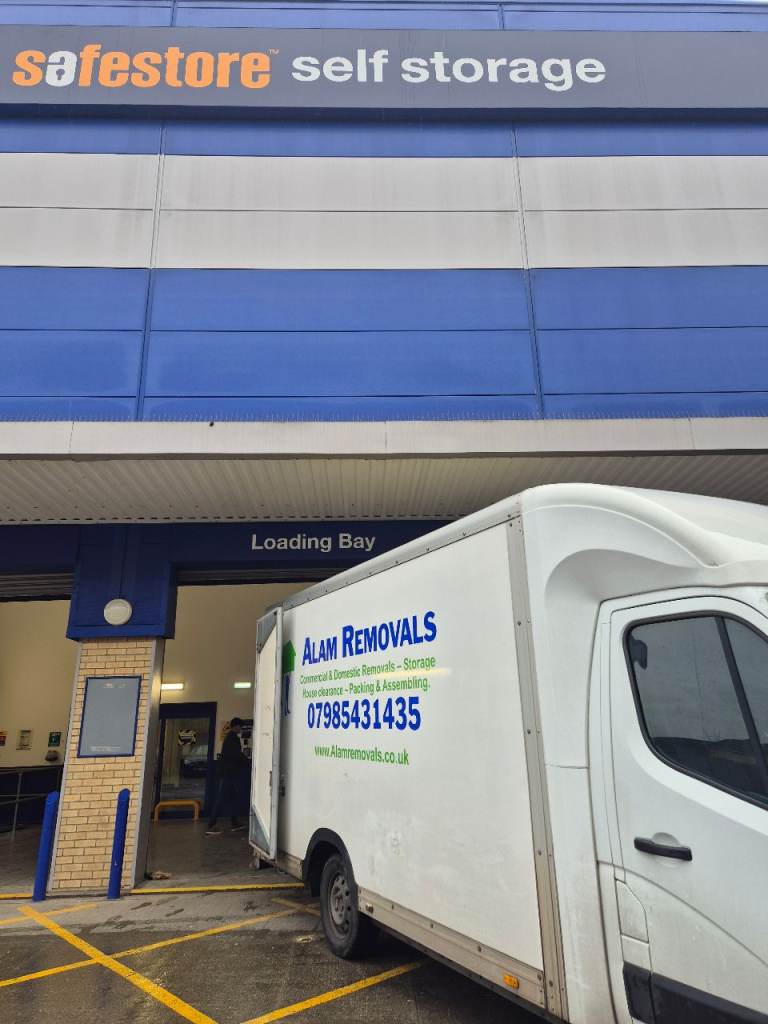 safestore™ self storage
Loading Bay
ALAM REMOVALS
Commercial & Domestic Removals – Storage
House clearance – Packing & Assembling.
07985431435
www.Alamremovals.co.uk